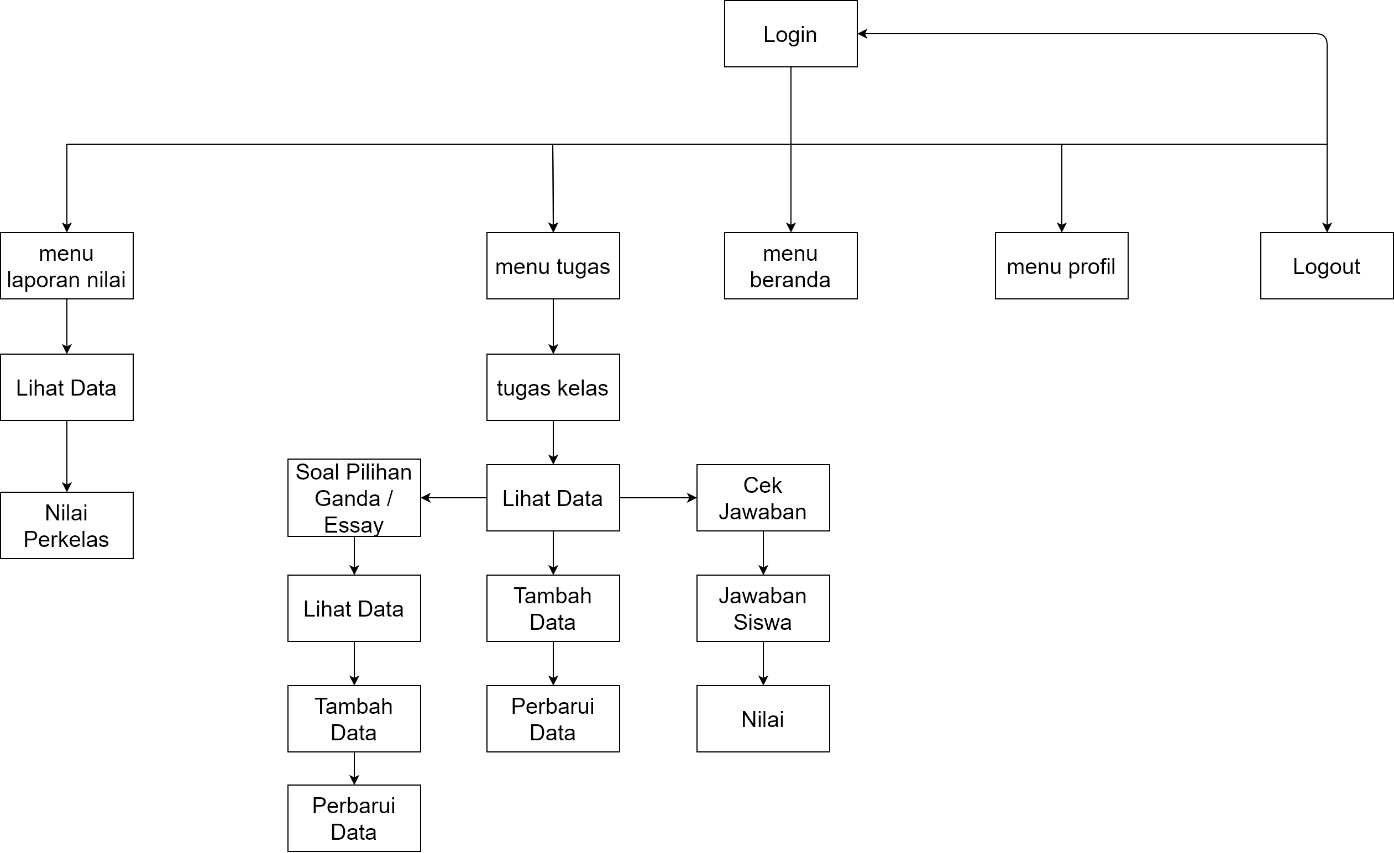 Login
menu
laporan nilai
menu tugas
menu
beranda
menu profil
Logout
Lihat Data
tugas kelas
Soal Pilihan
Ganda /
Essay
Lihat Data
Cek
Jawaban
Nilai
Perkelas
Lihat Data
Tambah
Data
Jawaban
Siswa
Tambah
Data
Perbarui
Data
Nilai
Perbarui
Data